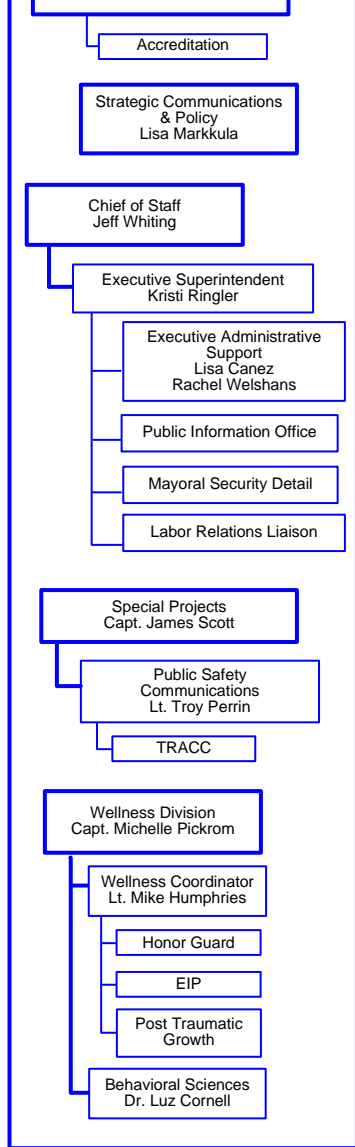 Accreditation
Strategic Communications
& Policy
Lisa Markkula
Chief of Staff
Jeff Whiting
Executive Superintendent
Kristi Ringler
Executive Administrative
Support
Lisa Canez
Rachel Welshans
Public Information Office
Mayoral Security Detail
Labor Relations Liaison
Special Projects
Capt. James Scott
Public Safety
Communications
Lt. Troy Perrin
TRACC
Wellness Division
Capt. Michelle Pickrom
Wellness Coordinator
Lt. Mike Humphries
Honor Guard
EIP
Post Traumatic
Growth
Behavioral Sciences
Dr. Luz Cornell